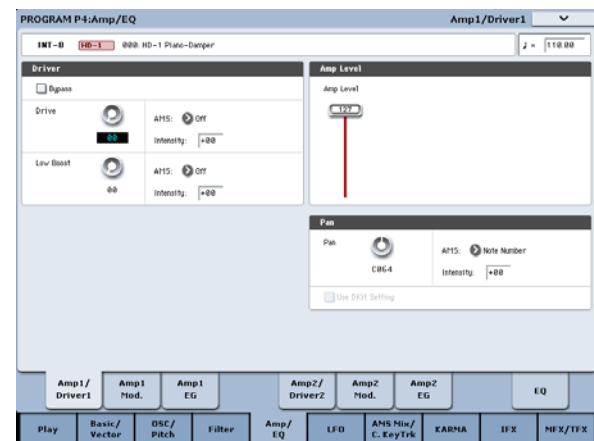 PROGRAM P4:Amp/EQ Amp1/Driver1
INT-B HD-1 000: HD-1 Piano-Damper ♩ = 110.00
Driver
Bypass
Drive
AMS: Off
00
Intensity: +00
Low Boost
AMS: Off
00
Intensity: +00
Amp Level
Amp Level
127
Pan
Pan
AMS: Note Number
C064
Intensity: +00
Use DKit Setting
Amp1/ Driver1
Amp1 Mod.
Amp1 EG
Amp2/ Driver2
Amp2 Mod.
Amp2 EG
EQ
Play
Basic/ Vector
OSC/ Pitch
Filter
Amp/ EQ
LFO
AMS Mix/ C. KeyTrk
KARMA
IFX
MFX/TFX